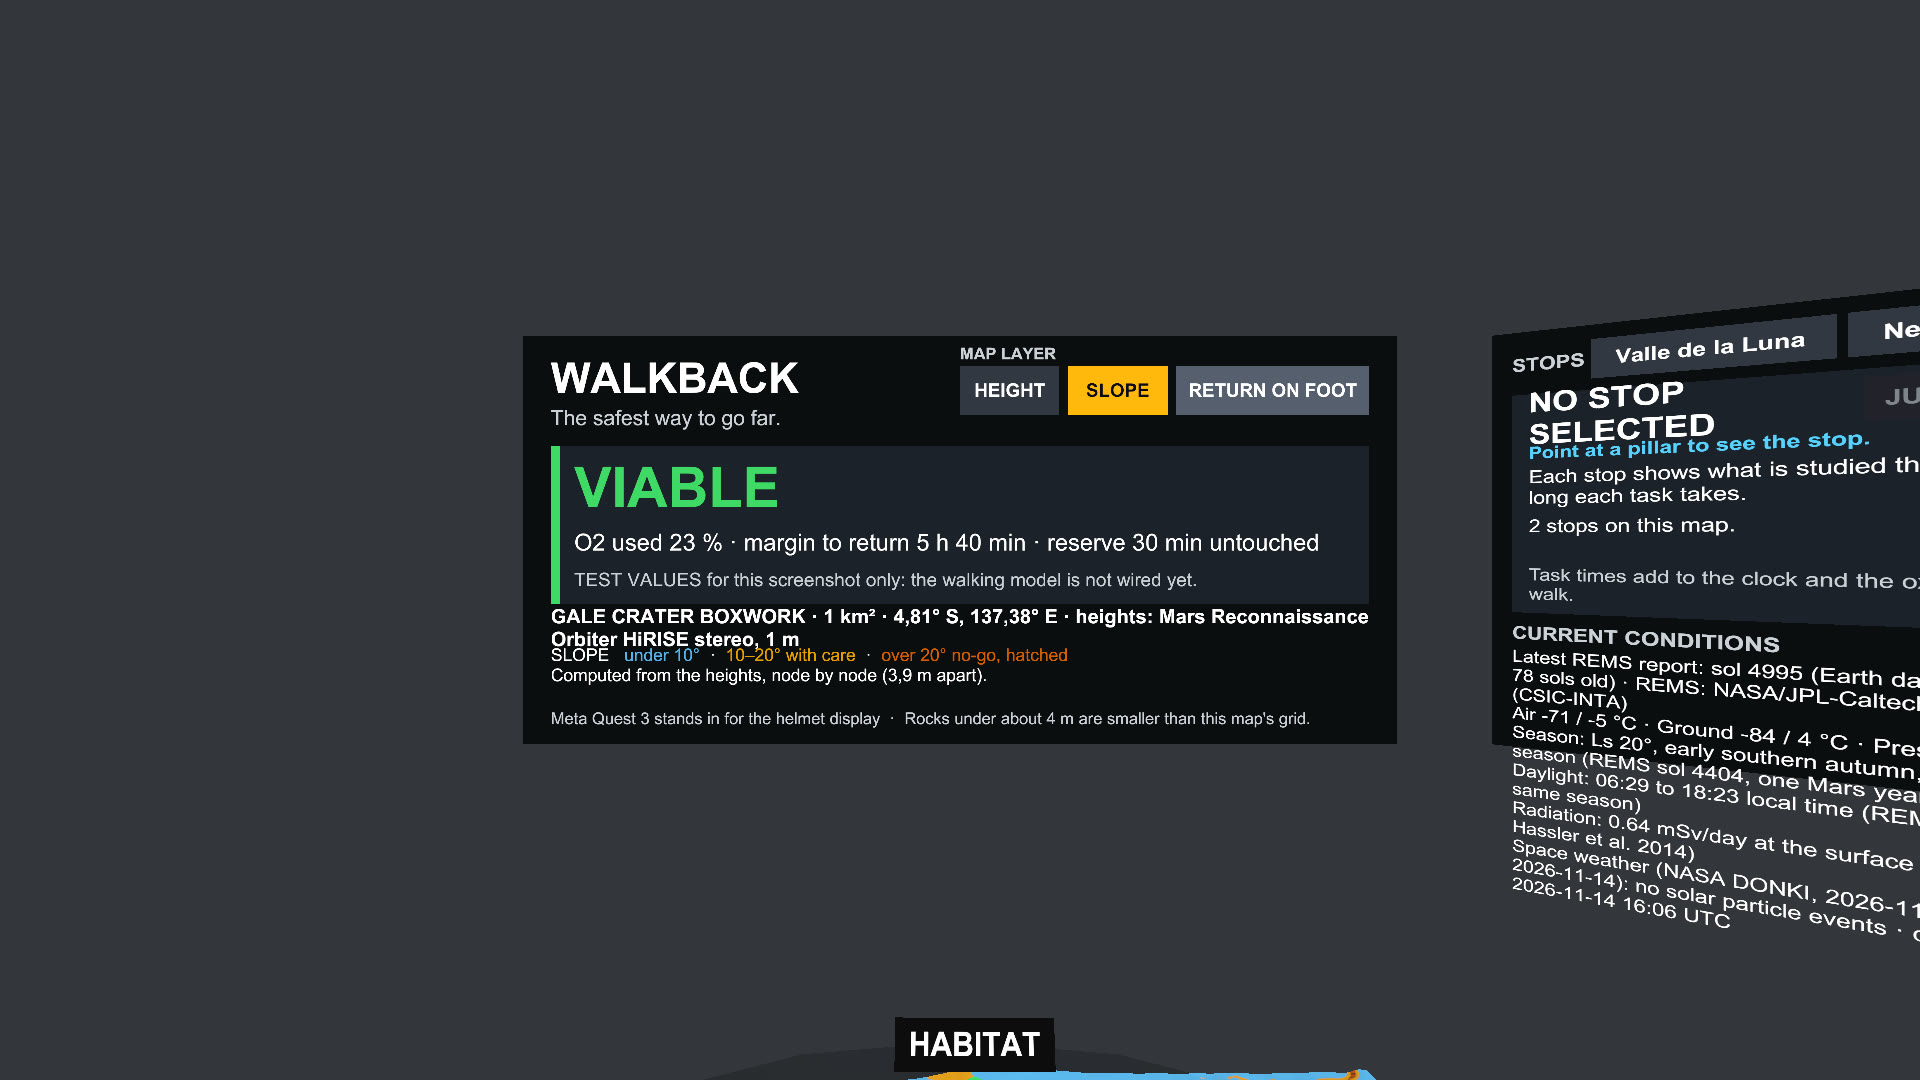 WALKBACK
The safest way to go far.
MAP LAYER
HEIGHT
SLOPE
RETURN ON FOOT
VIABLE
O2 used 23 % · margin to return 5 h 40 min · reserve 30 min untouched
TEST VALUES for this screenshot only: the walking model is not wired yet.
GALE CRATER BOXWORK · 1 km² · 4,81° S, 137,38° E · heights: Mars Reconnaissance
Orbiter HiRISE stereo, 1 m
SLOPE under 10° · 10–20° with care · over 20° no-go, hatched
Computed from the heights, node by node (3,9 m apart).
Meta Quest 3 stands in for the helmet display · Rocks under about 4 m are smaller than this map's grid.
STOPS
Valle de la Luna
NO STOP
SELECTED
Point at a pillar to see the stop.
Each stop shows what is studied
long each task takes.
2 stops on this map.
Task times add to the clock and the
walk.
CURRENT CONDITIONS
Latest REMS report: sol 4995 (Earth
78 sols old) · REMS: NASA/JPL-Caltech
(CSIC-INTA)
Air -71 / -5 °C · Ground -84 / 4 °C ·
Season: Ls 20°, early southern autumn,
season (REMS sol 4404, one Mars year
Daylight: 06:29 to 18:23 local time
same season)
Radiation: 0.64 mSv/day at the surface
Hassler et al. 2014)
Space weather (NASA DONKI,
2026-11-14): no solar particle events ·
2026-11-14 16:06 UTC
HABITAT